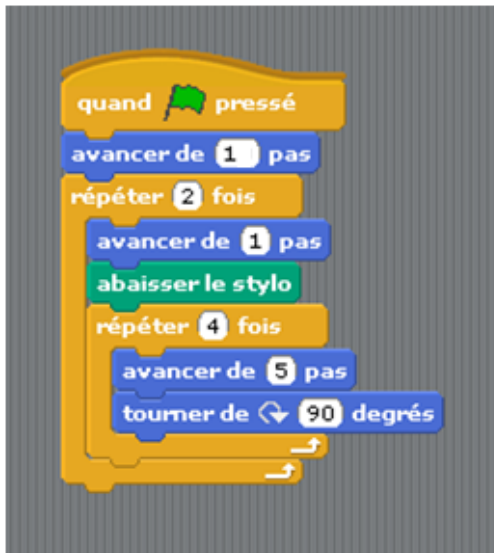 quand pressé
avancer de 1 pas
répéter 2 fois
avancer de 1 pas
abaisser le stylo
répéter 4 fois
avancer de 5 pas
tourner de 90 degrés